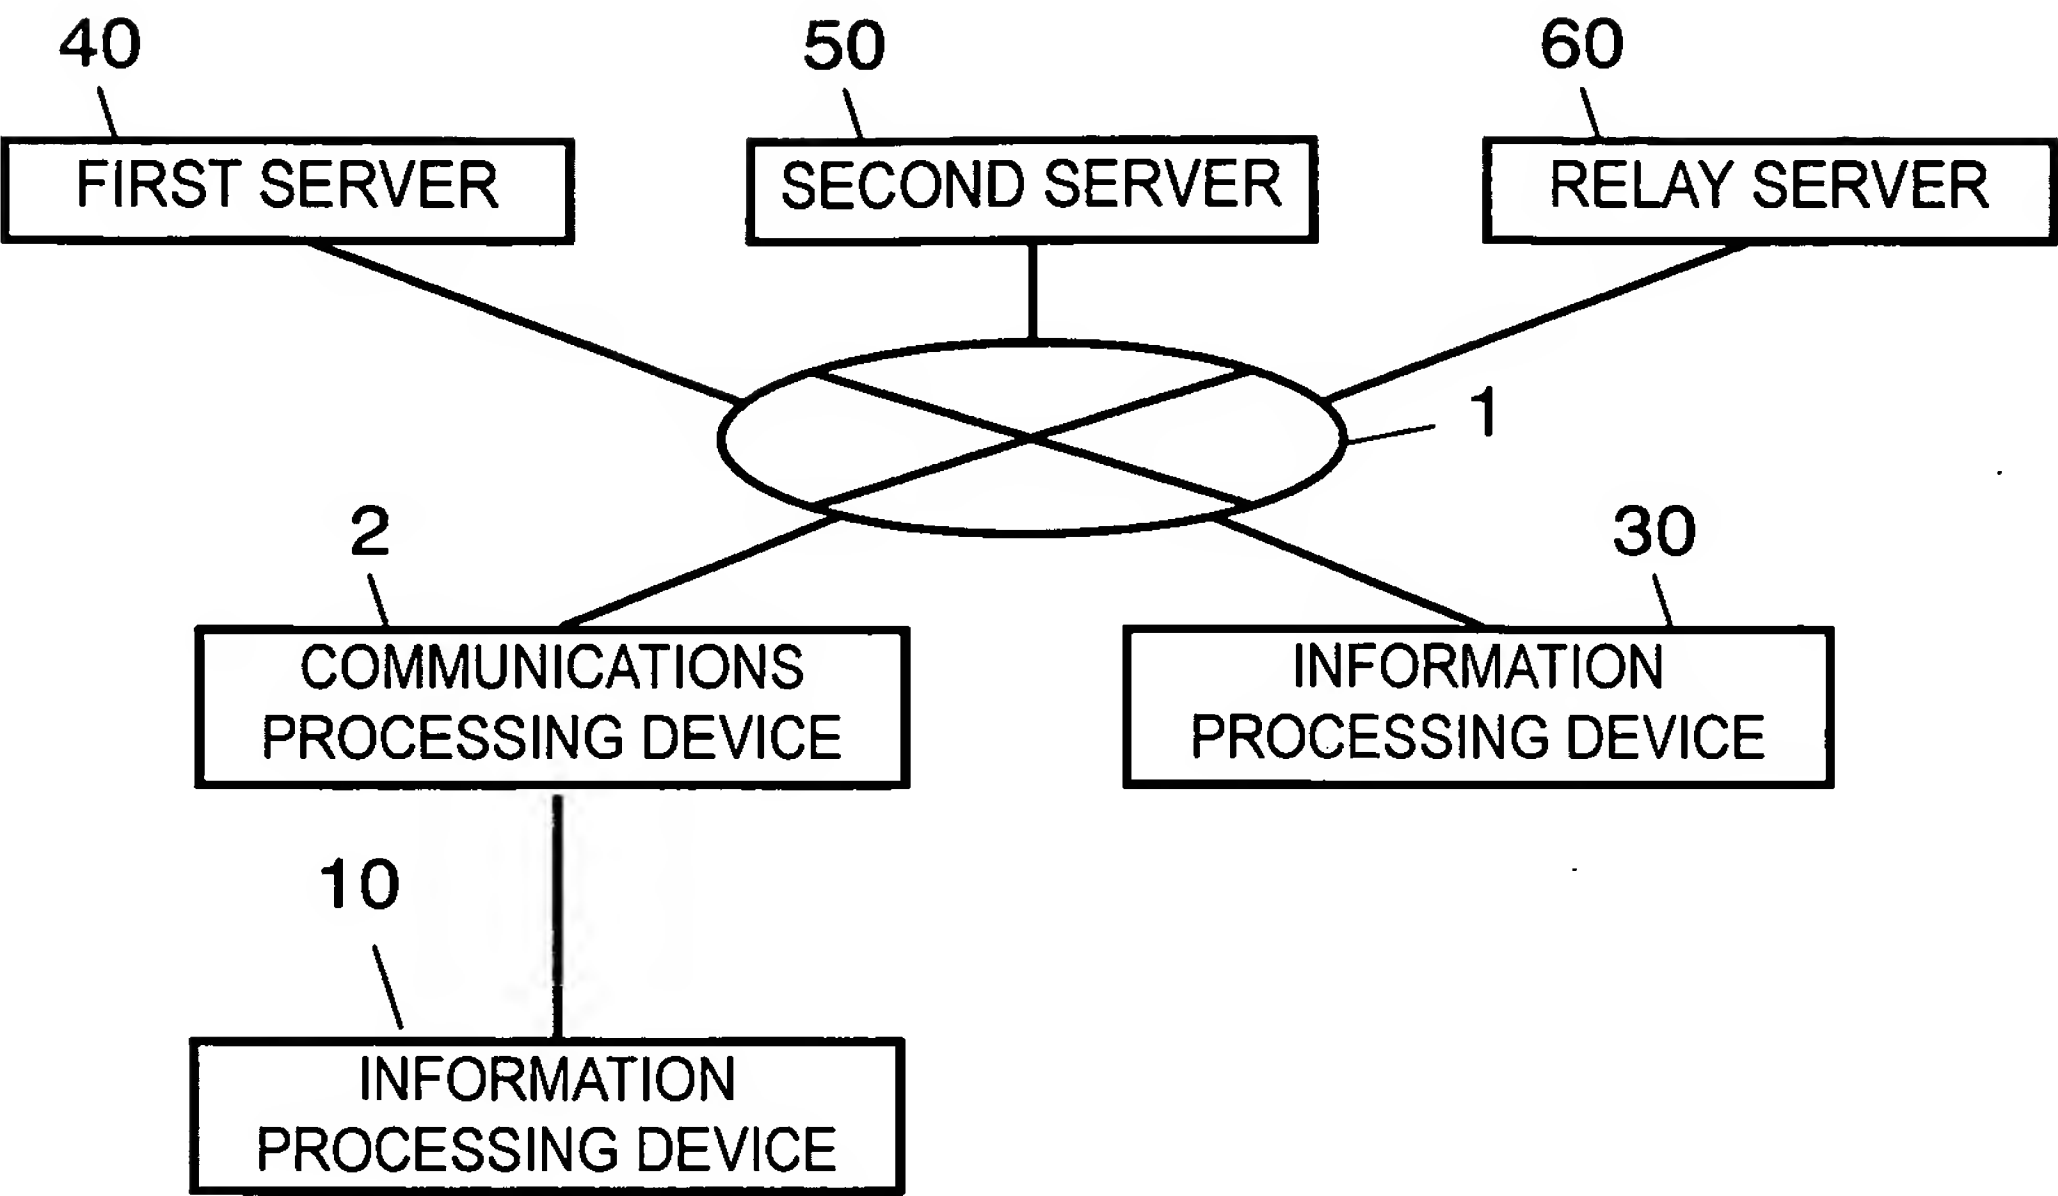 40
50
60
FIRST SERVER
SECOND SERVER
RELAY SERVER
1
2
30
COMMUNICATIONS
PROCESSING DEVICE
INFORMATION
PROCESSING DEVICE
10
INFORMATION
PROCESSING DEVICE